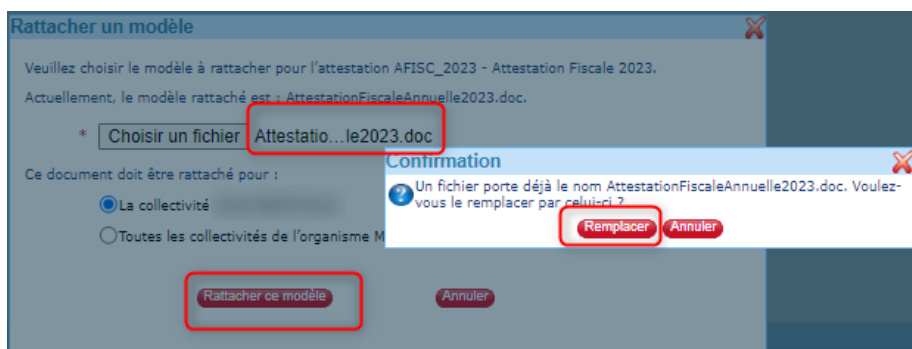 Rattacher un modèle
Veuillez choisir le modèle à rattacher pour l'attestation AFISC_2023 - Attestation Fiscale 2023.
Actuellement, le modèle rattaché est : AttestationFiscaleAnnuelle2023.doc.
* Choisir un fichier Attestatio...le2023.doc
Ce document doit être rattaché pour :
La collectivité
Toutes les collectivités de l'organisme M
Rattacher ce modèle Annuler
Confirmation
Un fichier porte déjà le nom AttestationFiscaleAnnuelle2023.doc. Voulez-
vous le remplacer par celui-ci ?
Remplacer Annuler